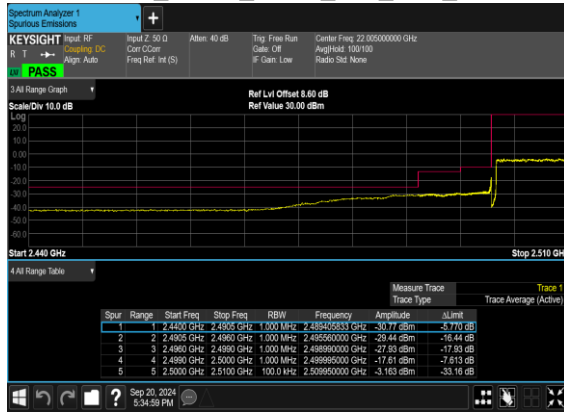 Spectrum Analyzer 1
Spurious Emissions
+
KEYSIGHT Input: RF Input Z: 50 Ω Atten: 40 dB Trig: Free Run Center Freq: 22.005000000 GHz
R T Coupling: DC Corr CCorr Gate: Off Avg|Hold: 100/100
Align: Auto Freq Ref: Int (S) IF Gain: Low Radio Std: None
PASS
3 All Range Graph
Ref Lvl Offset 8.60 dB
Scale/Div 10.0 dB Ref Value 30.00 dBm
Log
20.0
10.0
0.00
-10.0
-20.0
-30.0
-40.0
-50.0
-60.0
Start 2.440 GHz Stop 2.510 GH
4 All Range Table
Measure Trace Trace 1
Trace Type Trace Average (Active)
Spur Range Start Freq Stop Freq RBW Frequency Amplitude ΔLimit
1 1 2.4400 GHz 2.4905 GHz 1.000 MHz 2.489405833 GHz -30.77 dBm -5.770 dB
2 2 2.4905 GHz 2.4960 GHz 1.000 MHz 2.495560000 GHz -29.44 dBm -16.44 dB
3 3 2.4960 GHz 2.4990 GHz 1.000 MHz 2.498990000 GHz -27.93 dBm -17.93 dB
4 4 2.4990 GHz 2.5000 GHz 1.000 MHz 2.499995000 GHz -17.61 dBm -7.613 dB
5 5 2.5000 GHz 2.5100 GHz 100.0 kHz 2.509950000 GHz -3.163 dBm -33.16 dB
? Sep 20, 2024
5:34:59 PM